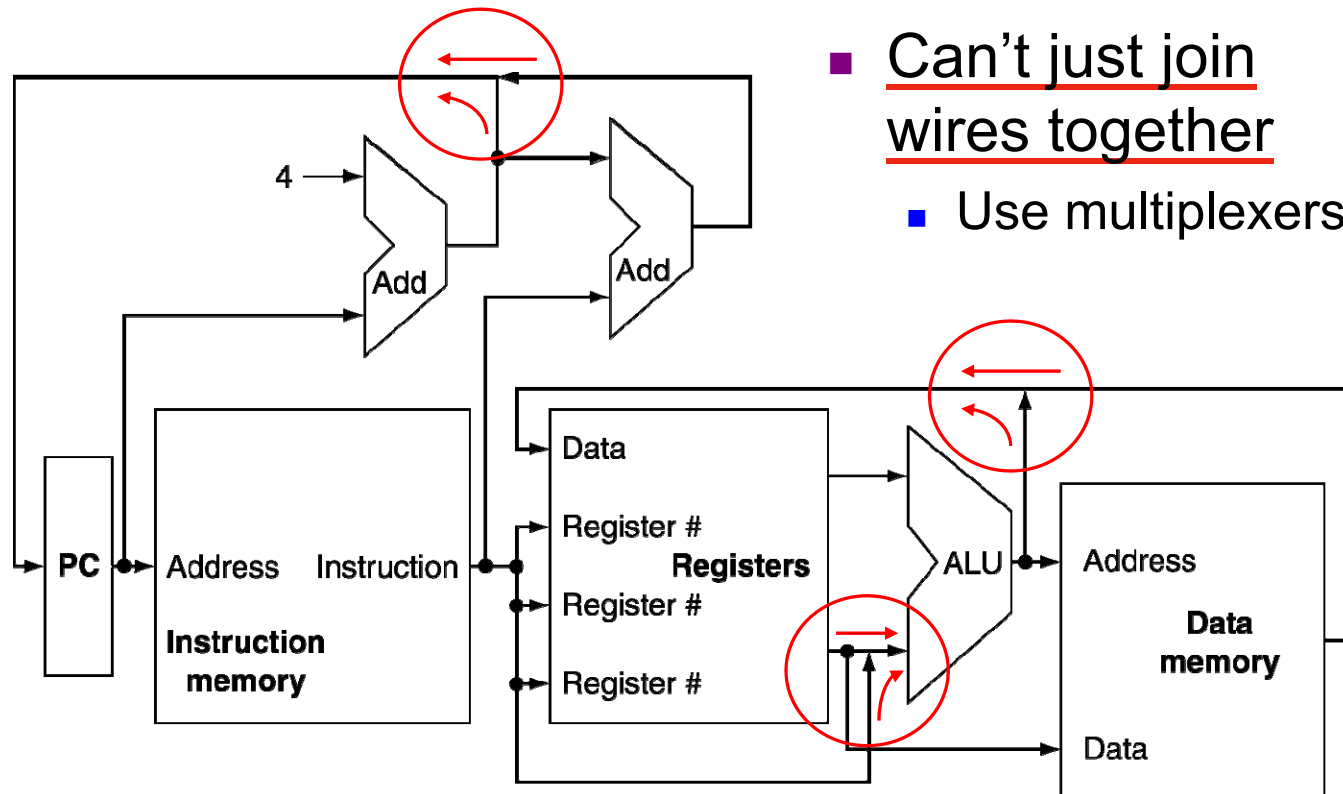 ■ Can’t just join
wires together
■ Use multiplexers
4
Add
Add
Data
Register #
Registers
Register #
Register #
PC
Address
Instruction
Instruction
memory
ALU
Address
Data
memory
Data